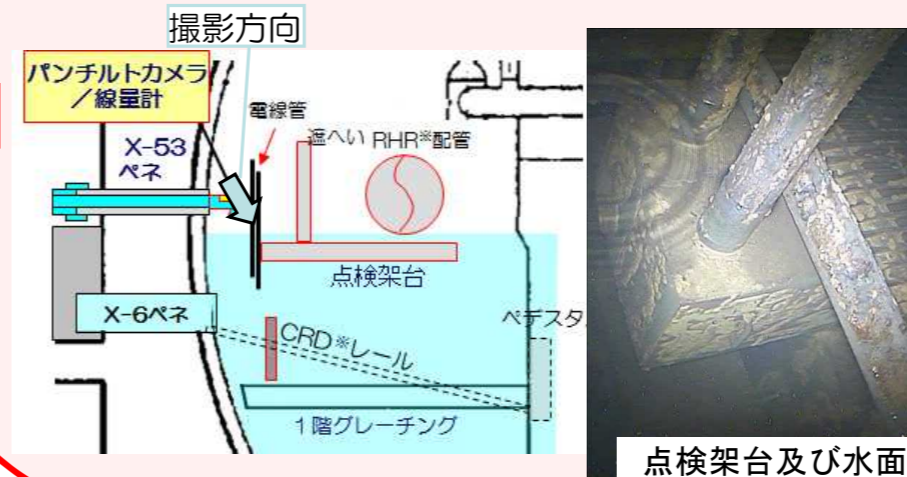 撮影方向
パンチルトカメラ
／線量計
電線管
X-53
ペネ
遮へい
RHR※配管
点検架台
X-6ペネ
ペデスタ
CRD※レール
1階グレーチング
点検架台及び水面